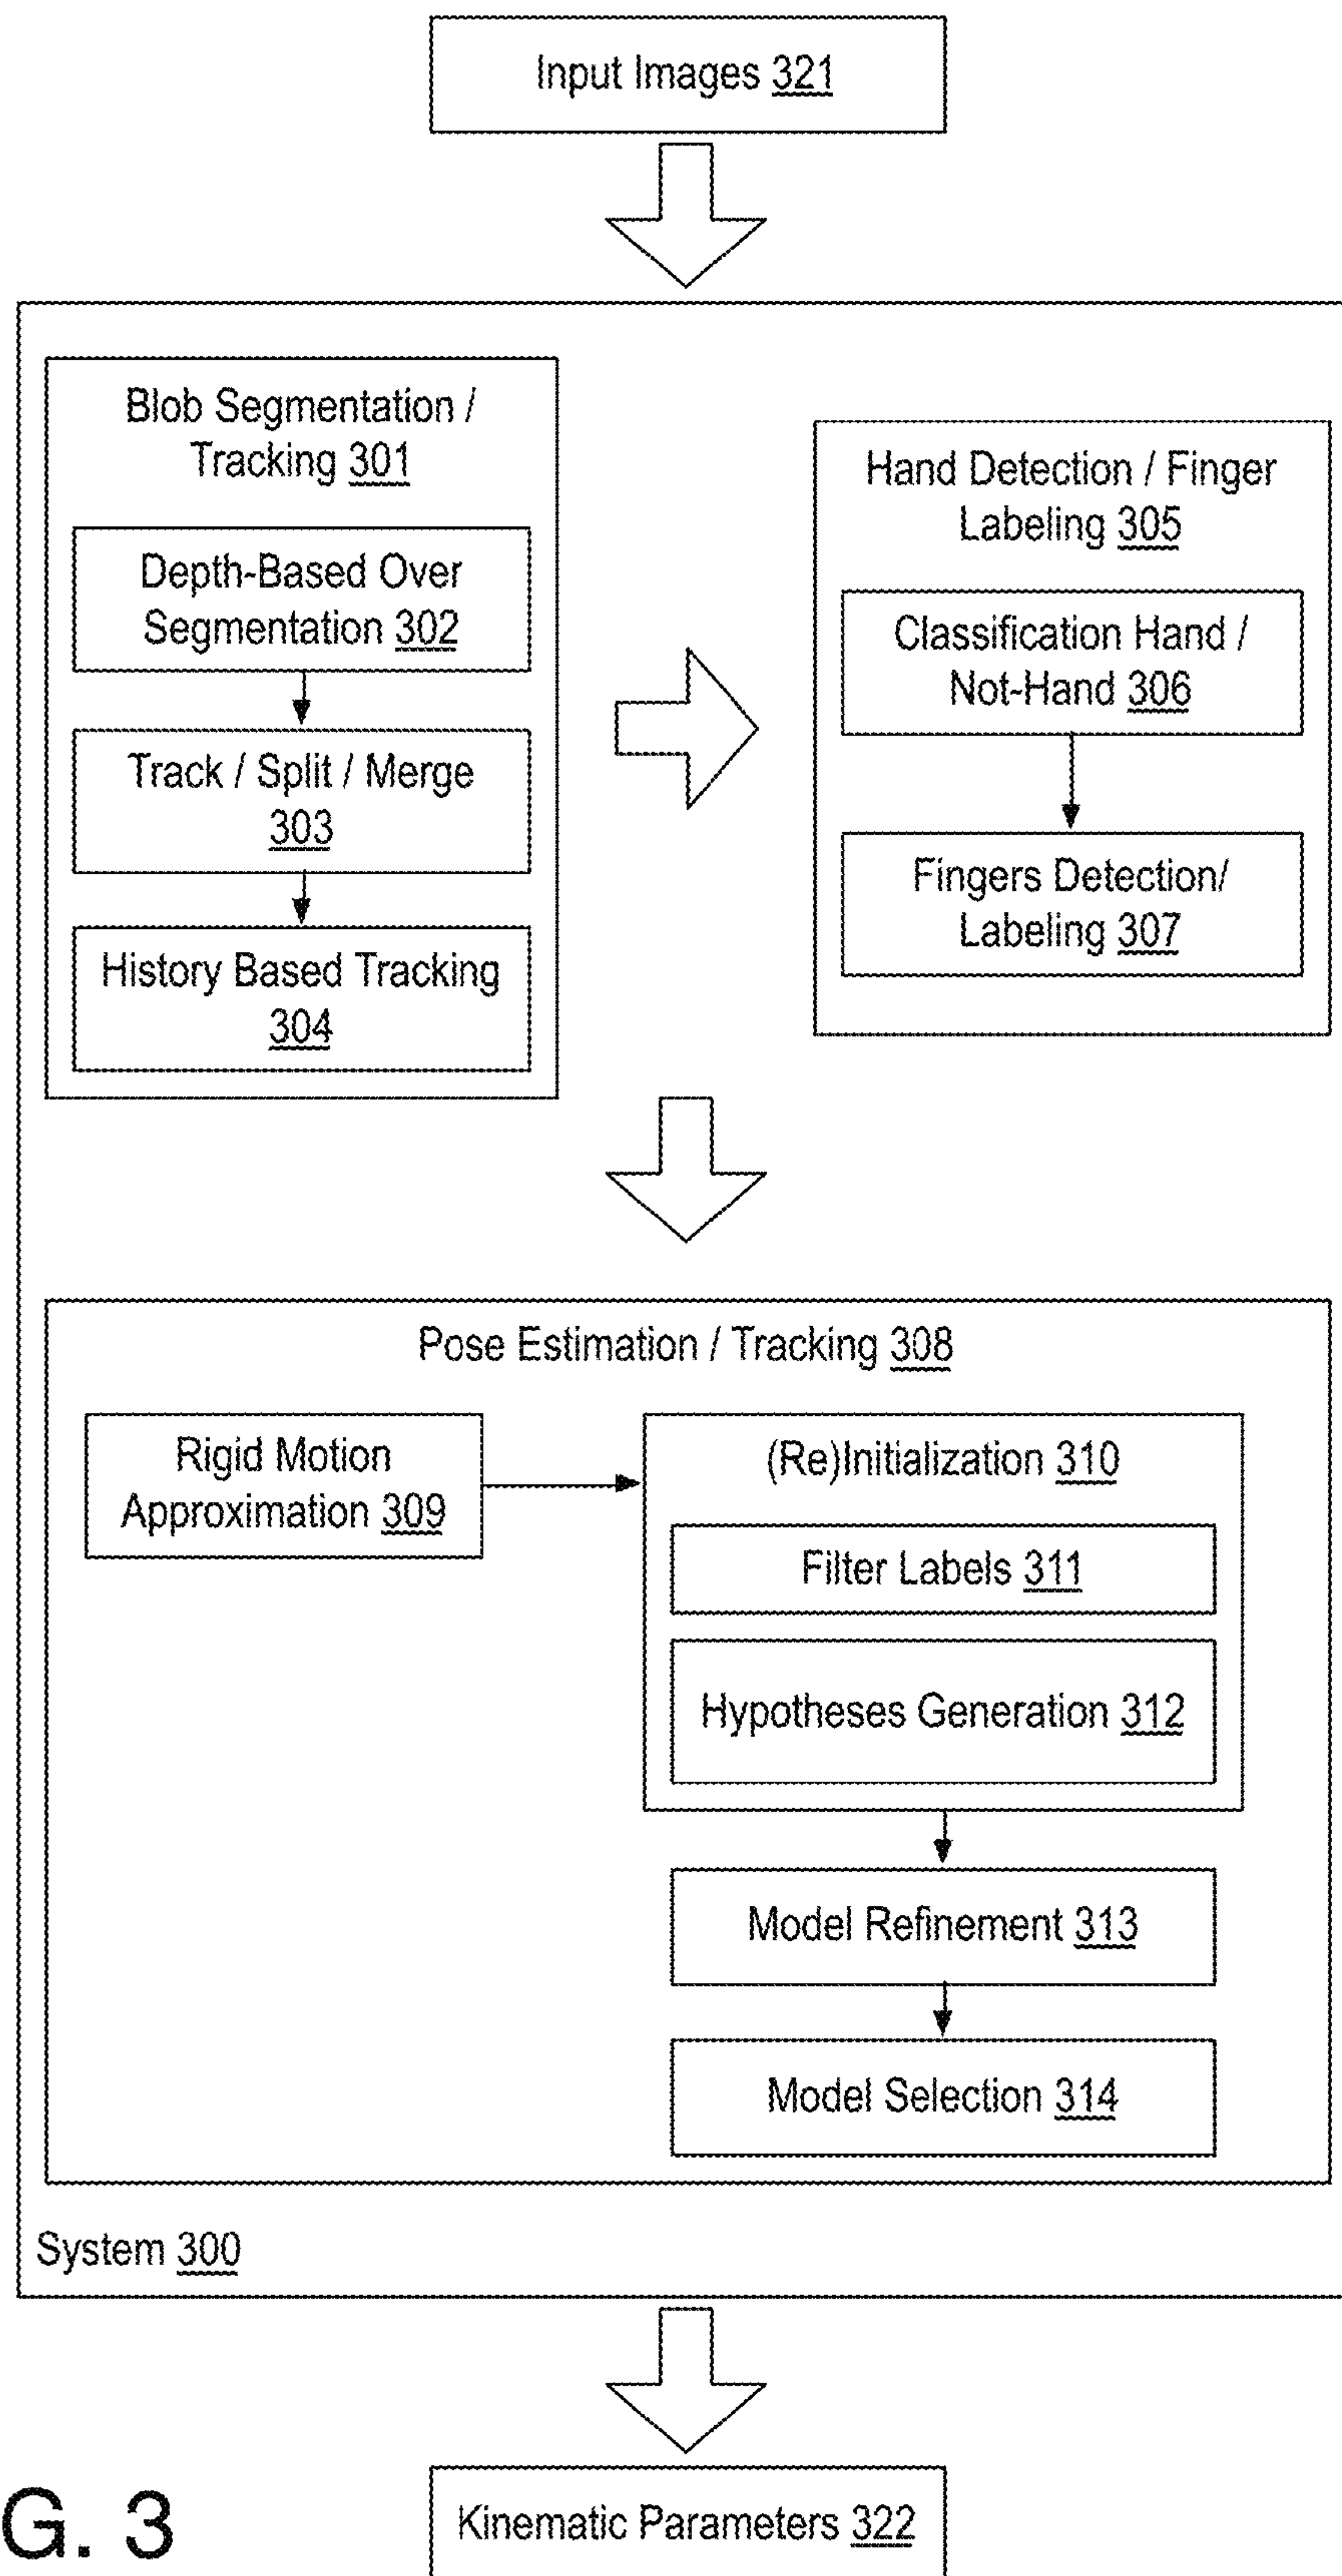 Input Images 321
Blob Segmentation /
Tracking 301
Depth-Based Over
Segmentation 302
Track / Split / Merge
303
History Based Tracking
304
Hand Detection / Finger
Labeling 305
Classification Hand /
Not-Hand 306
Fingers Detection/
Labeling 307
Pose Estimation / Tracking 308
Rigid Motion
Approximation 309
(Re)Initialization 310
Filter Labels 311
Hypotheses Generation 312
Model Refinement 313
Model Selection 314
System 300
Kinematic Parameters 322
G. 3